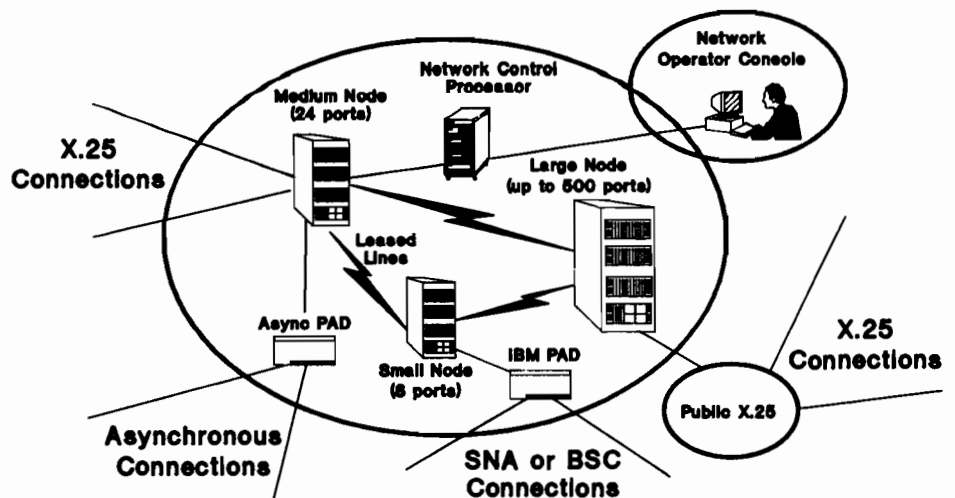 Network
Operator Console
Network Control
Processor
Medium Node
(24 ports)
X.25
Connections
Large Node
(up to 500 ports)
Leased
Lines
Async PAD
Small Node
(8 ports)
IBM PAD
X.25
Connections
Public X.25
Asynchronous
Connections
SNA or BSC
Connections